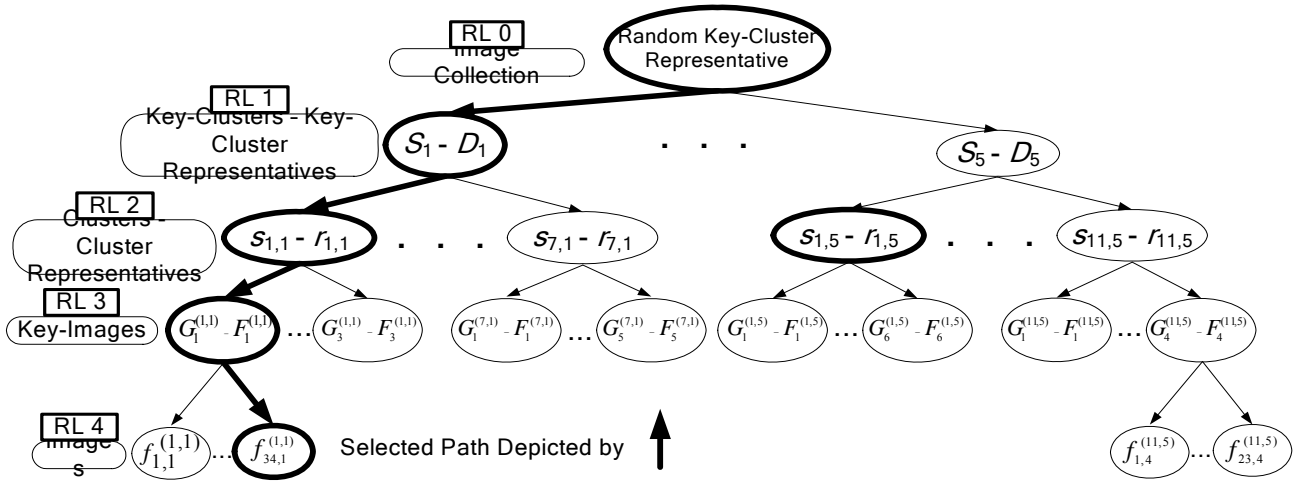 RL 0
Image
Collection
Random Key-Cluster
Representative
RL 1
Key-Clusters - Key-
Cluster
Representatives
S₁ - D₁
. . .
S₅ - D₅
RL 2
Clusters -
Cluster
Representatives
s₁,₁ - r₁,₁
. . .
s₇,₁ - r₇,₁
s₁,₅ - r₁,₅
. . .
s₁₁,₅ - r₁₁,₅
RL 3
Key-Images
G₁^(1,1) - F₁^(1,1)
...
G₃^(1,1) - F₃^(1,1)
G₁^(7,1) - F₁^(7,1)
...
G₅^(7,1) - F₅^(7,1)
G₁^(1,5) - F₁^(1,5)
...
G₆^(1,5) - F₆^(1,5)
G₁^(11,5) - F₁^(11,5)
...
G₄^(11,5) - F₄^(11,5)
RL 4
Image
s
f₁,₁^(1,1)
...
f₃₄,₁^(1,1)
Selected Path Depicted by
f₁,₄^(11,5)
...
f₂₃,₄^(11,5)